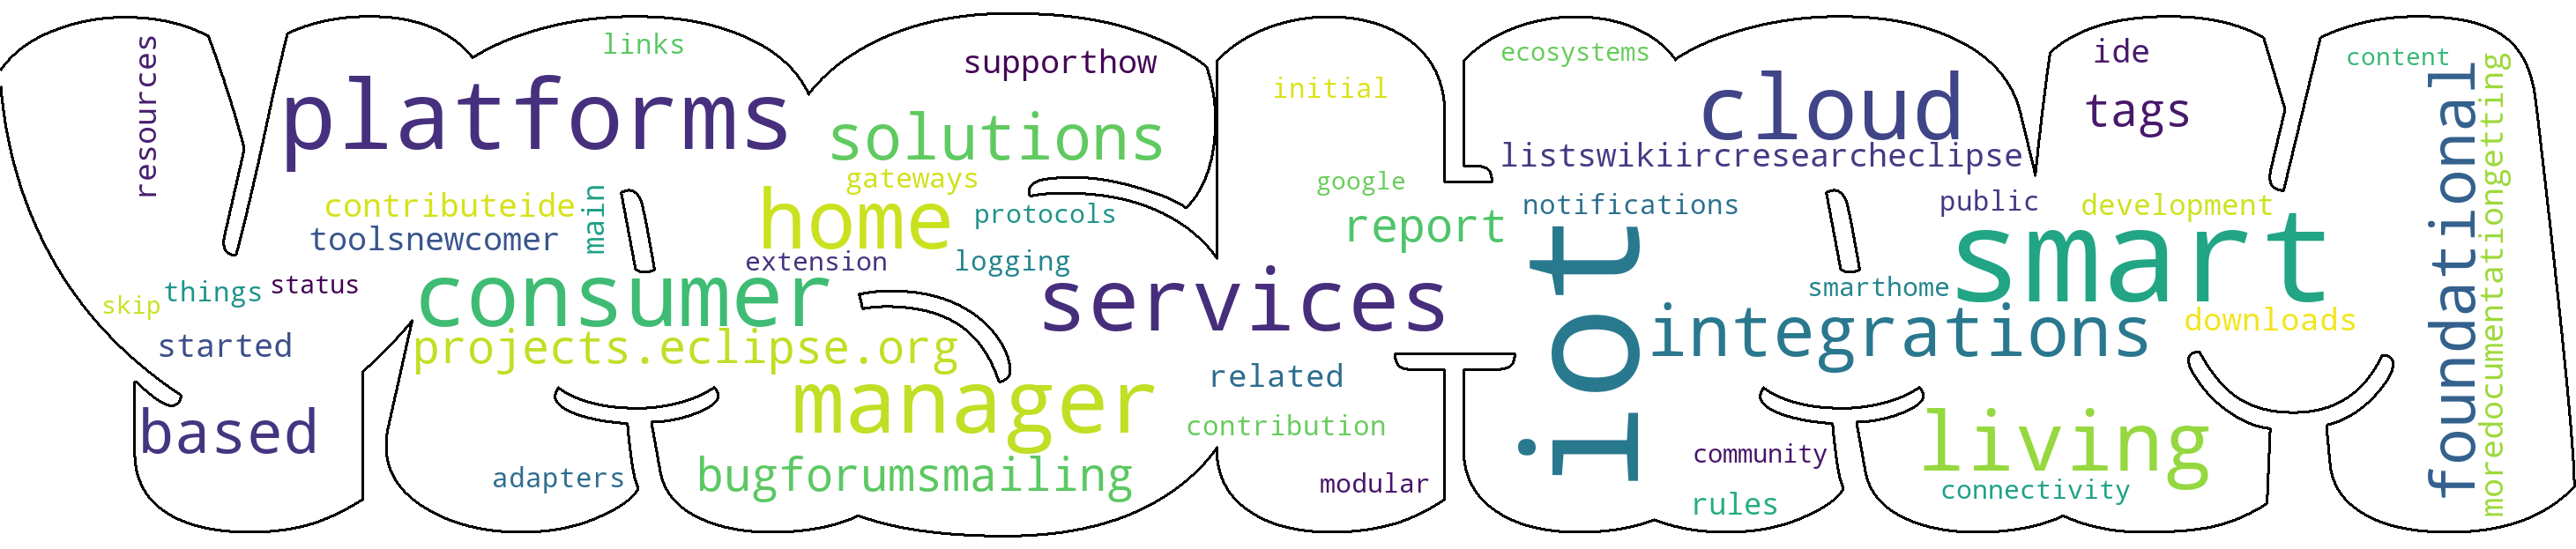 resources
links
supporthow
ecosystems
ide
content
platforms
solutions
initial
cloud
tags
foundational
moredocumentationgetting
listswikiircresearcheclipse
gateways
google
contributeide
main
home
protocols
report
notifications
public
development
toolsnewcomer
iot
smart
extension
logging
things
status
skip
consumer
services
smarthome
integrations
downloads
started
projects.eclipse.org
related
manager
based
contribution
living
community
adapters
bugforumsmailing
modular
connectivity
rules